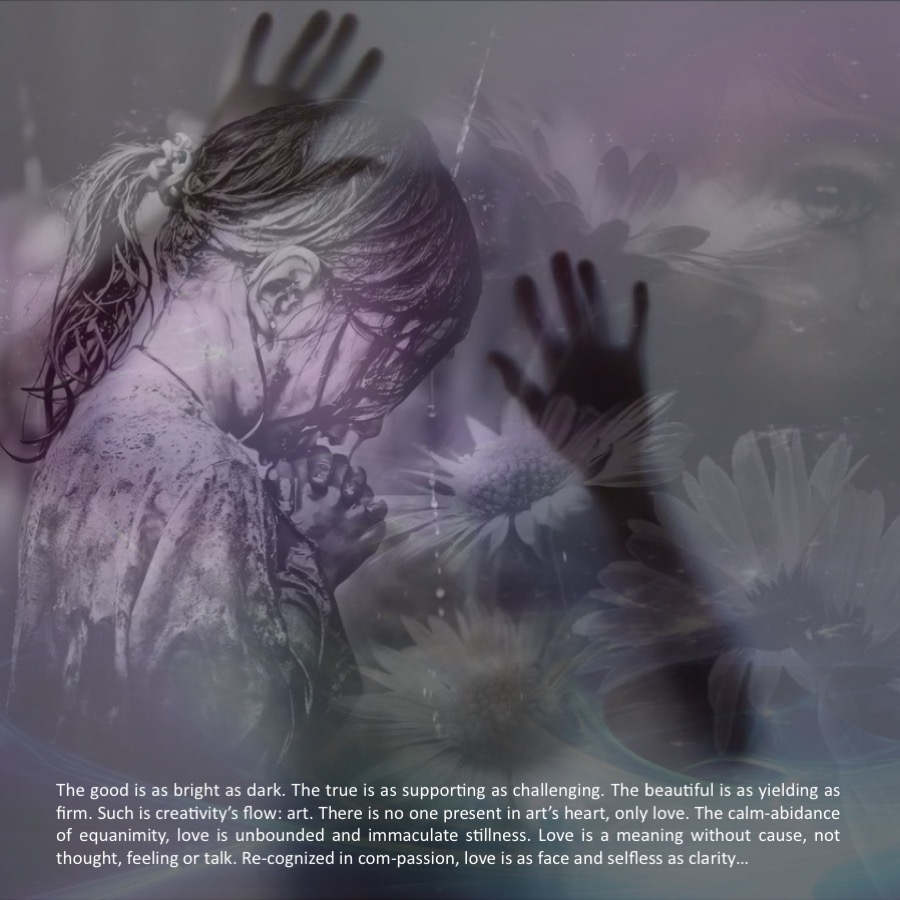 The good is as bright as dark. The true is as supporting as challenging. The beautiful is as yielding as
firm. Such is creativity’s flow: art. There is no one present in art’s heart, only love. The calm-abidance
of equanimity, love is unbounded and immaculate stillness. Love is a meaning without cause, not
thought, feeling or talk. Re-cognized in com-passion, love is as face and selfless as clarity…